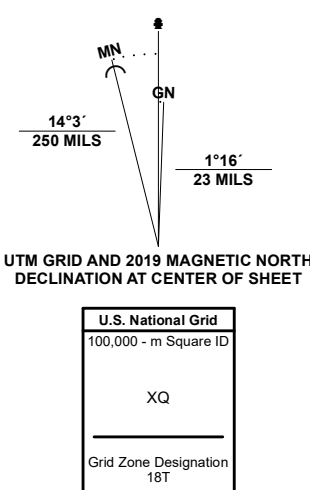 MN
GN
14°3´
250 MILS
1°16´
23 MILS
UTM GRID AND 2019 MAGNETIC NORTH
DECLINATION AT CENTER OF SHEET
U.S. National Grid
100,000 - m Square ID
XQ
Grid Zone Designation
18T